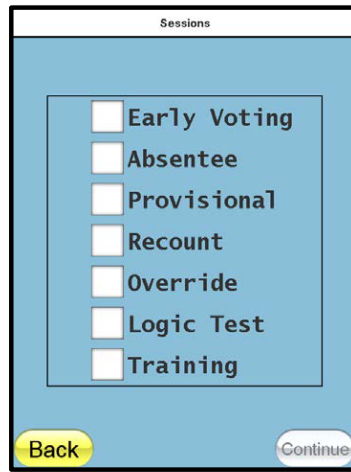 Sessions
Early Voting
Absentee
Provisional
Recount
Override
Logic Test
Training
Back
Continue